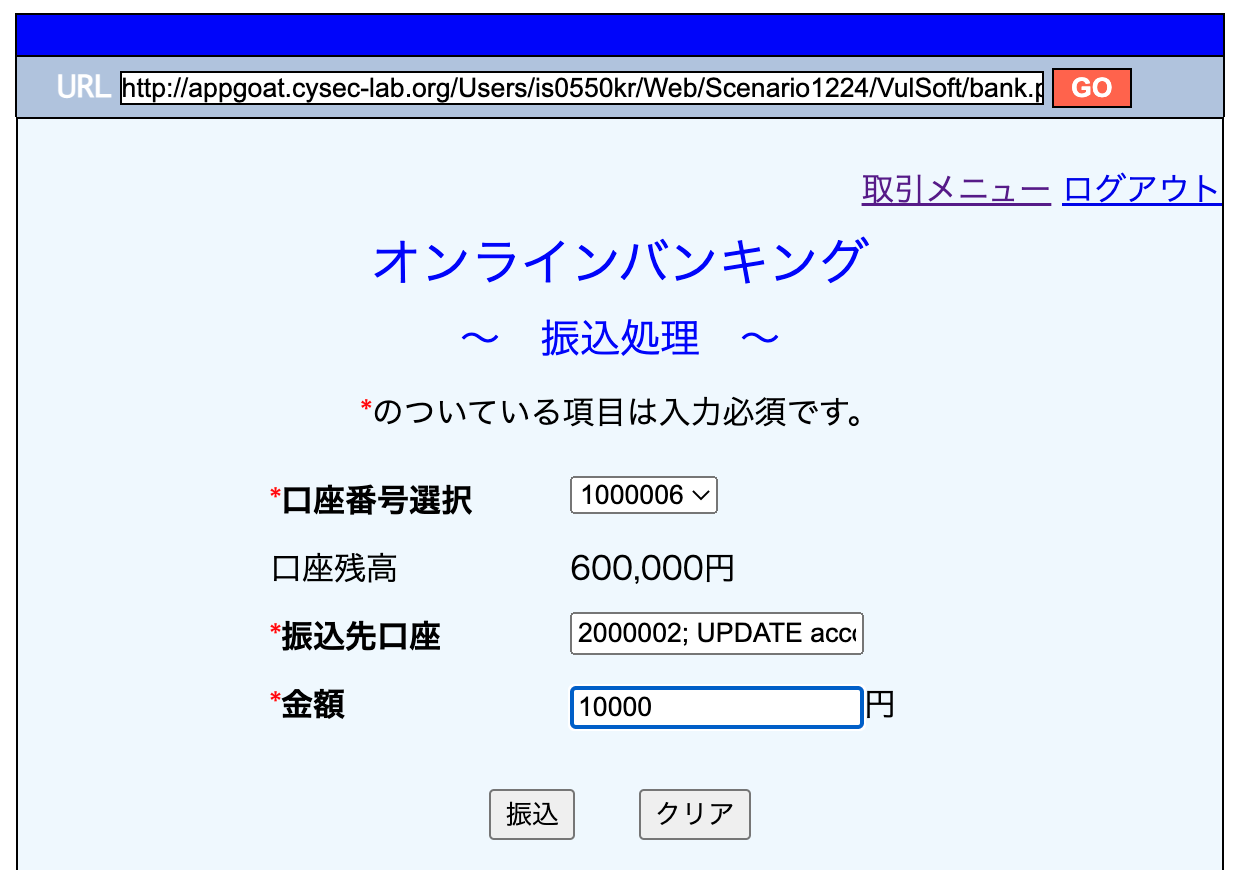 URL http://appgoat.cysec-lab.org/Users/is0550kr/Web/Scenario1224/VulSoft/bank.p GO
取引メニュー ログアウト
オンラインバンキング
～ 振込処理 ～
*のついている項目は入力必須です。
*口座番号選択 1000006
口座残高 600,000円
*振込先口座 2000002; UPDATE acco
*金額 10000 円
振込 クリア